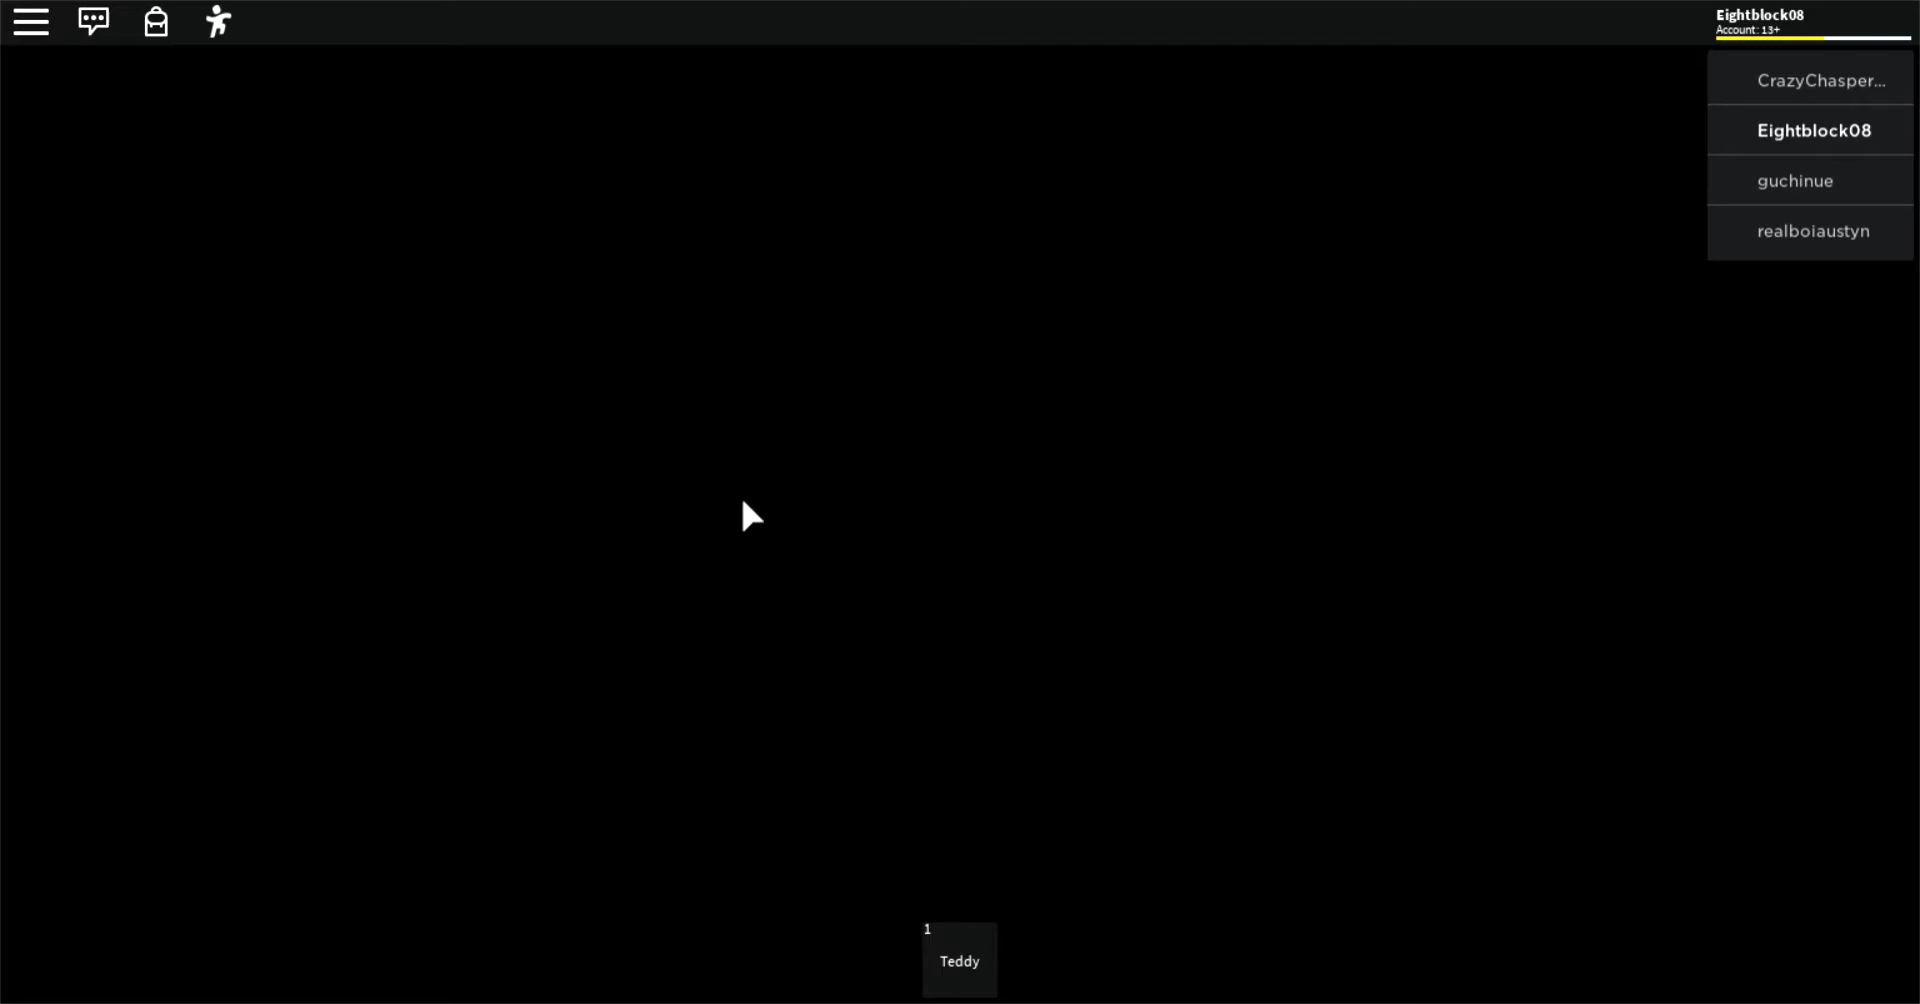 Eightblock08
Account: 13+
CrazyChasper...
Eightblock08
guchinue
realboiaustyn
1
Teddy